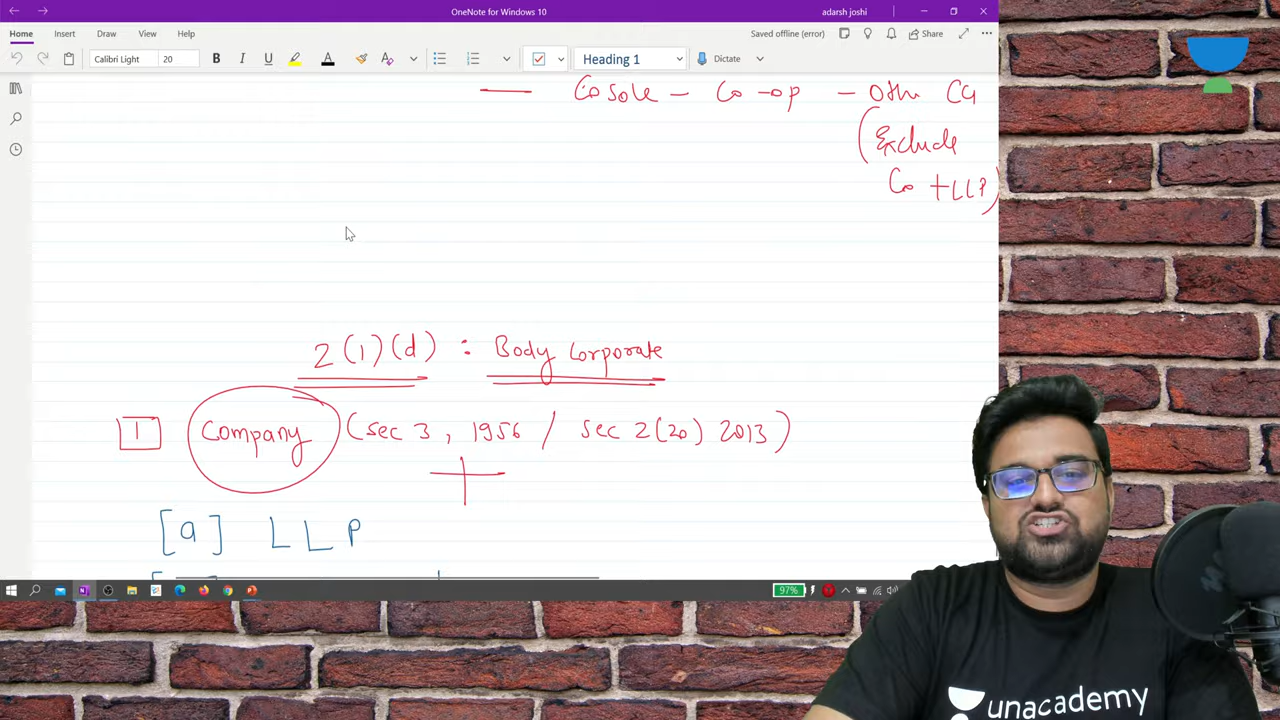 OneNote for Windows 10
adarsh joshi
Home Insert Draw View Help
Saved offline (error)
Share
Calibri Light 20 B I U A Heading 1 Dictate
Co Sole - Co-op - Othe CG
(Exclude
Co + LLP)
2(1)(d) : Body Corporate
1 Company (sec 3, 1956 / sec 2(20) 2013)
[a] LLP
97%
unacademy